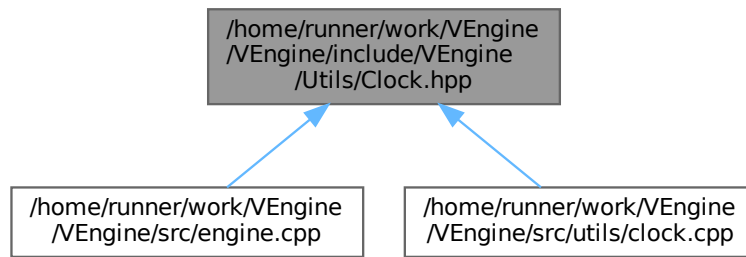 /home/runner/work/VEngine
/VEngine/include/VEngine
/Utils/Clock.hpp
/home/runner/work/VEngine
/VEngine/src/engine.cpp
/home/runner/work/VEngine
/VEngine/src/utils/clock.cpp